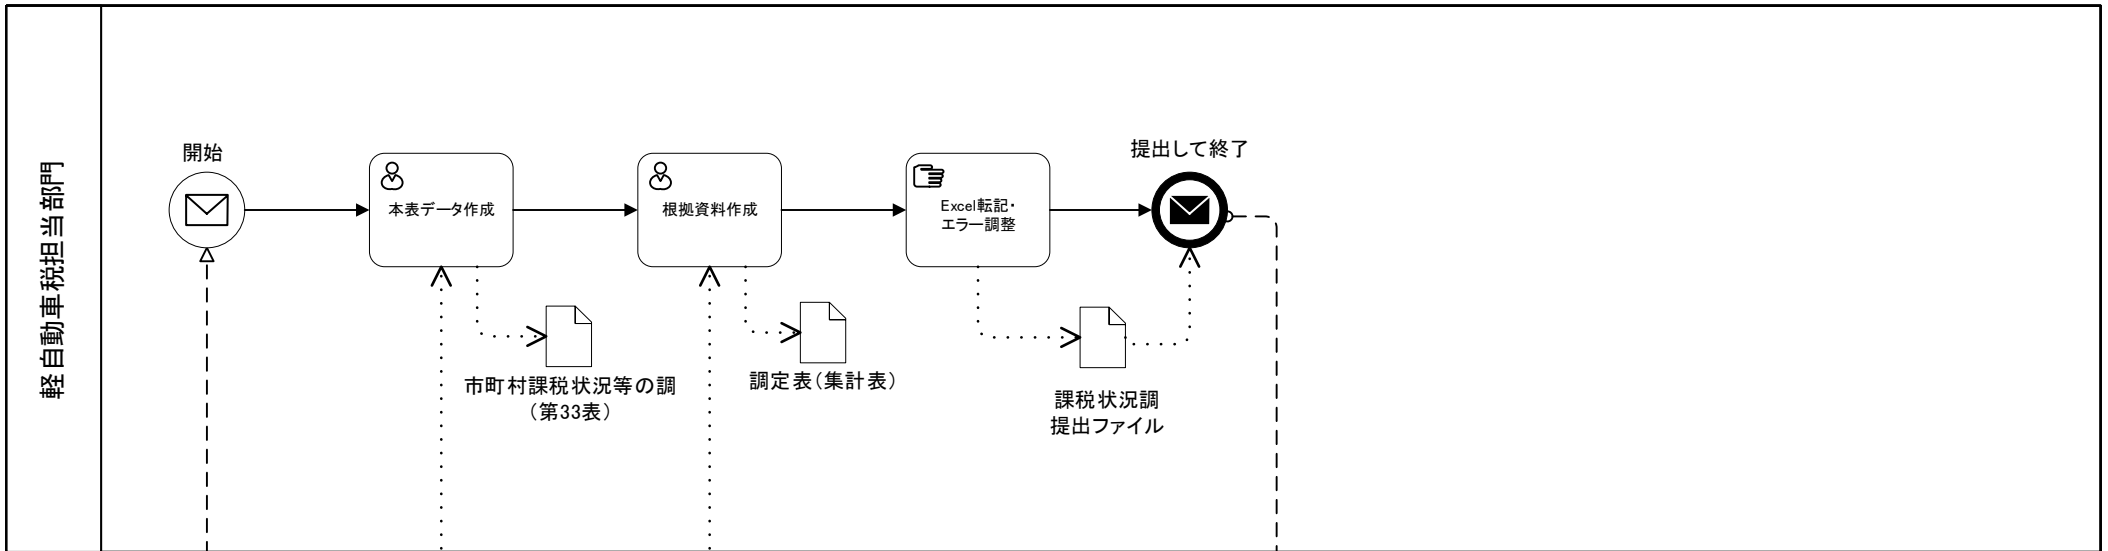 軽自動車税担当部門
開始
本表データ作成
根拠資料作成
Excel転記・
エラー調整
提出して終了
市町村課税状況等の調
（第33表）
調定表（集計表）
課税状況調
提出ファイル